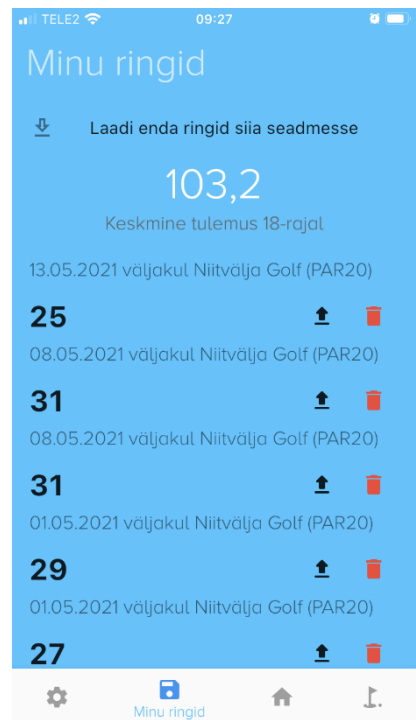 TELE2 09:27
Minu ringid
Laadi enda ringid siia seadmesse
103,2
Keskmine tulemus 18-rajal
13.05.2021 väljakul Niitvälja Golf (PAR20)
25
08.05.2021 väljakul Niitvälja Golf (PAR20)
31
08.05.2021 väljakul Niitvälja Golf (PAR20)
31
01.05.2021 väljakul Niitvälja Golf (PAR20)
29
01.05.2021 väljakul Niitvälja Golf (PAR20)
27
Minu ringid